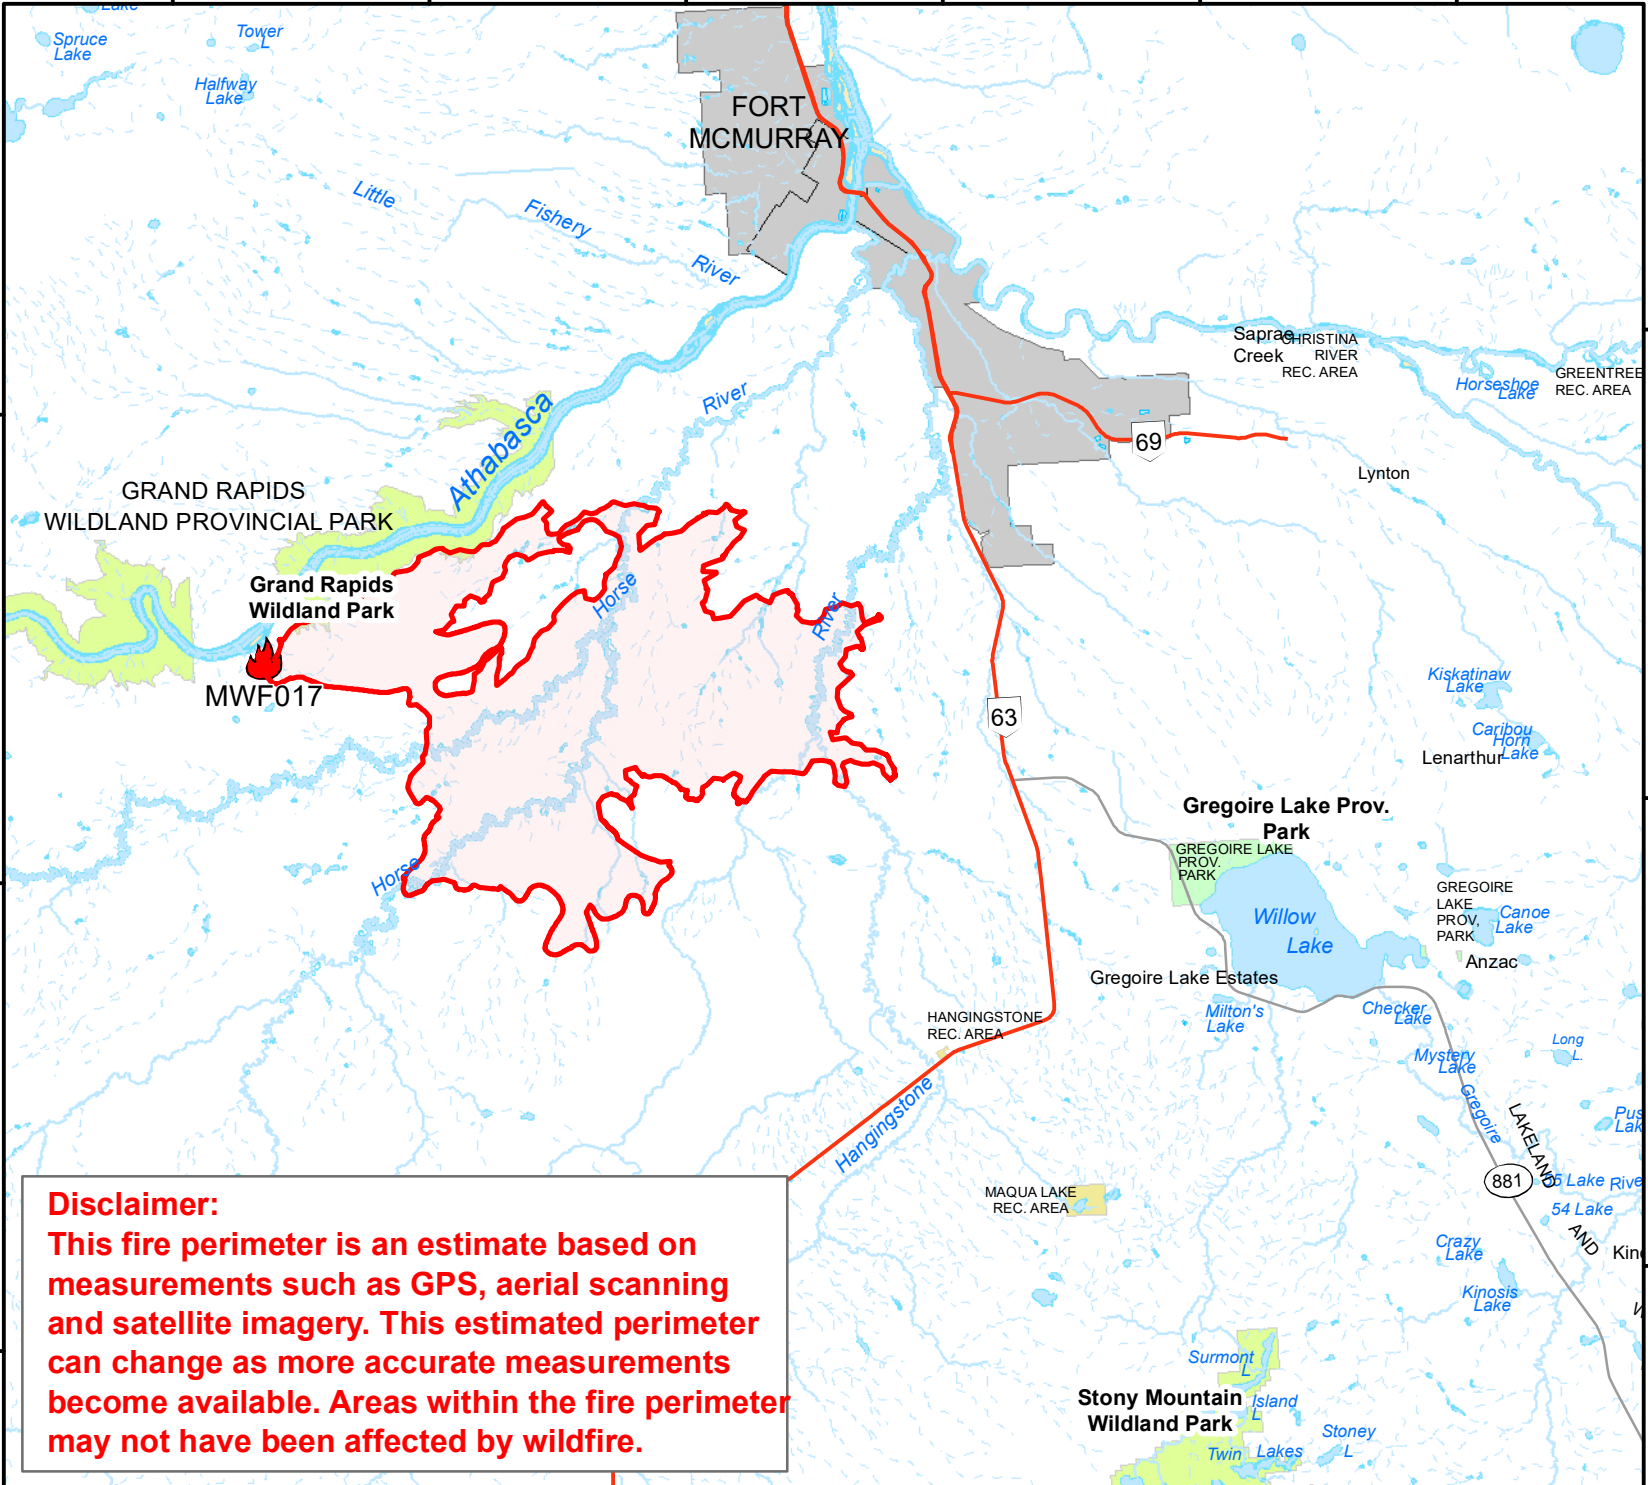 Lake
Spruce
Lake
Tower
L
Halfway
Lake
FORT
MCMURRAY
Little
Fishery
River
Saprae
Creek
CHRISTINA
RIVER
REC. AREA
Horseshoe
Lake
GREENTREE
REC. AREA
River
Athabasca
69
Lynton
GRAND RAPIDS
WILDLAND PROVINCIAL PARK
Grand Rapids
Wildland Park
Horse
River
MWF017
63
Kiskatinaw
Lake
Caribou
Horn
Lake
Lenarthur
Gregoire Lake Prov.
Park
GREGOIRE LAKE
PROV.
PARK
Horse
GREGOIRE
LAKE
PROV,
PARK
Canoe
Lake
Willow
Lake
Anzac
Gregoire Lake Estates
Milton's
Lake
Checker
Lake
HANGINGSTONE
REC. AREA
Long
L.
Mystery
Lake
Hangingstone
Gregoire
LAKELAND
AND
Pus
Lak
881
Lake
Rive
54 Lake
MAQUA LAKE
REC. AREA
Crazy
Lake
Kin
Kinosis
Lake
Surmont
L
Stony Mountain
Wildland Park
Island
L
Stoney
L
Twin
Lakes
Disclaimer:
This fire perimeter is an estimate based on
measurements such as GPS, aerial scanning
and satellite imagery. This estimated perimeter
can change as more accurate measurements
become available. Areas within the fire perimeter
may not have been affected by wildfire.